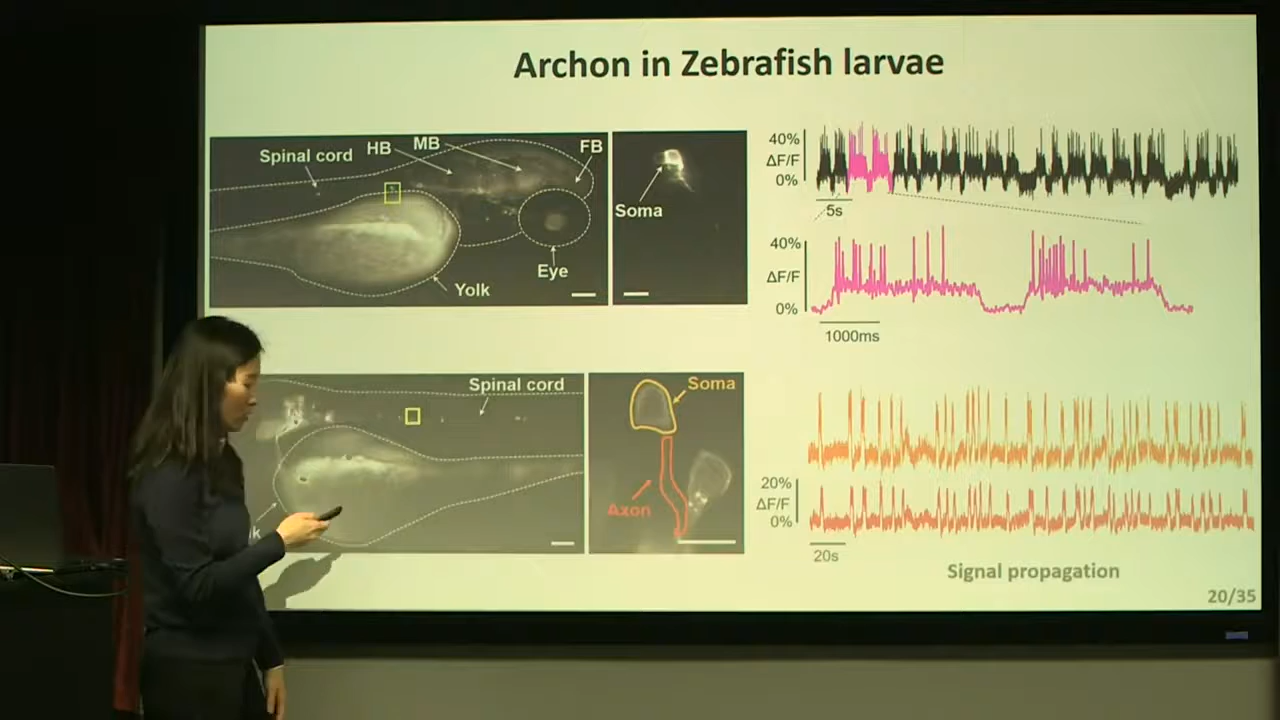 Archon in Zebrafish larvae
Spinal cord
HB
MB
FB
Eye
Yolk
Soma
40%
ΔF/F
0%
5s
40%
ΔF/F
0%
1000ms
Spinal cord
k
Soma
Axon
20%
ΔF/F
0%
20s
Signal propagation
20/35